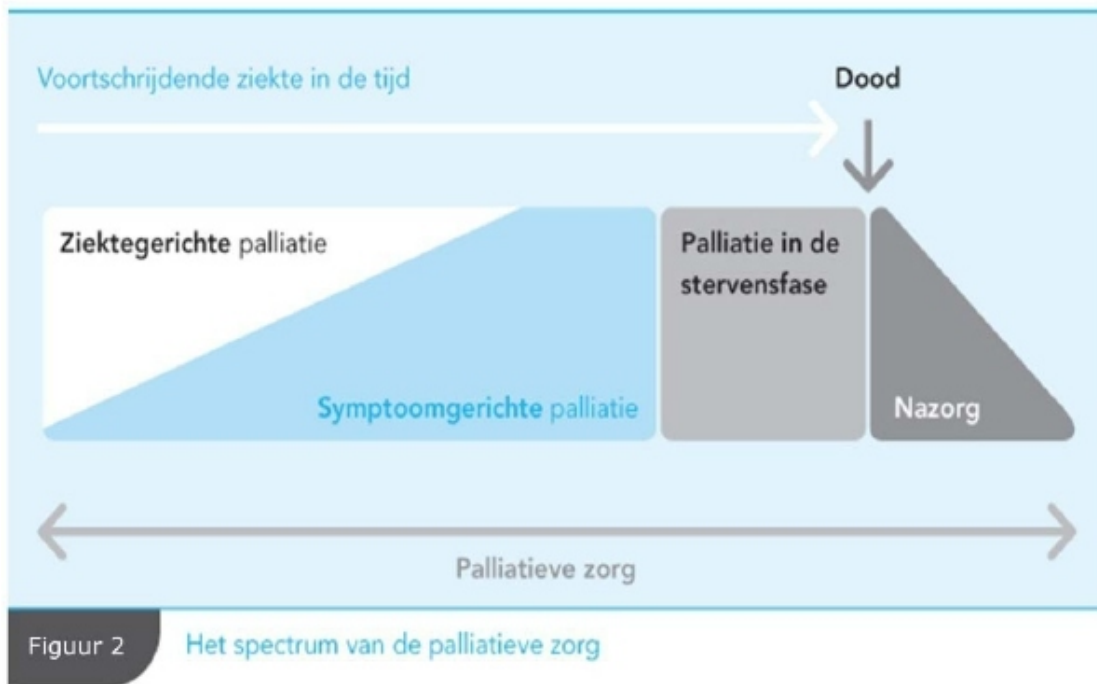 Voortschrijdende ziekte in de tijd
Dood
Ziektegerichte palliatie
Palliatie in de
stervensfase
Symptoomgerichte palliatie
Nazorg
Palliatieve zorg
Figuur 2
Het spectrum van de palliatieve zorg